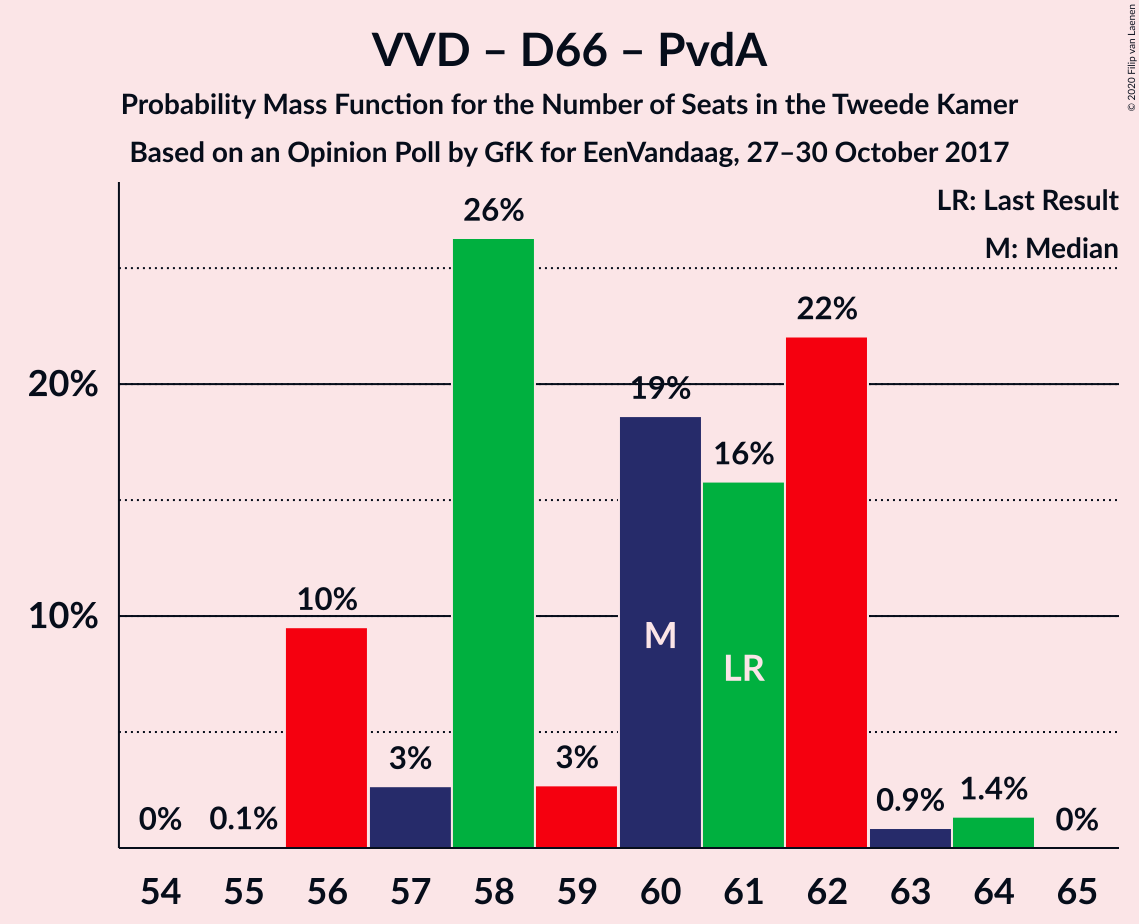 VVD – D66 – PvdA
Probability Mass Function for the Number of Seats in the Tweede Kamer
Based on an Opinion Poll by GfK for EenVandaag, 27–30 October 2017
© 2020 Filip van Laenen
LR: Last Result
M: Median
26%
22%
20%
19%
16%
10%
10%
M
LR
3%
3%
0%
0.1%
0.9%
1.4%
0%
54 55 56 57 58 59 60 61 62 63 64 65